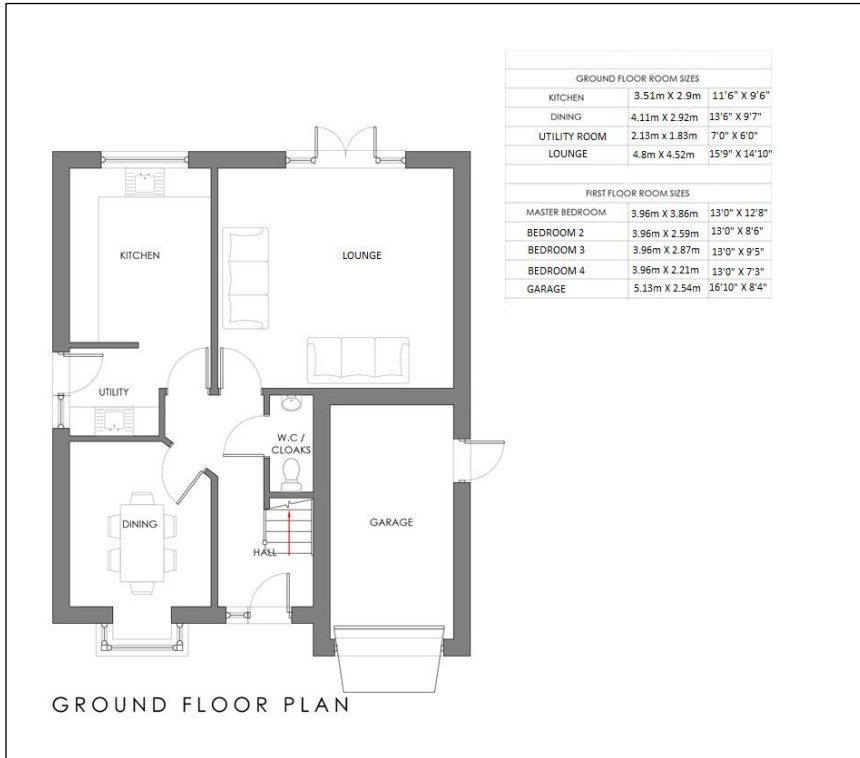 GROUND FLOOR ROOM SIZES
KITCHEN 3.51m X 2.9m 11'6" X 9'6"
DINING 4.11m X 2.92m 13'6" X 9'7"
UTILITY ROOM 2.13m x 1.83m 7'0" X 6'0"
LOUNGE 4.8m X 4.52m 15'9" X 14'10"
FIRST FLOOR ROOM SIZES
MASTER BEDROOM 3.96m X 3.86m 13'0" X 12'8"
BEDROOM 2 3.96m X 2.59m 13'0" X 8'6"
BEDROOM 3 3.96m X 2.87m 13'0" X 9'5"
BEDROOM 4 3.96m X 2.21m 13'0" X 7'3"
GARAGE 5.13m X 2.54m 16'10" X 8'4"
KITCHEN
LOUNGE
UTILITY
W.C /
CLOAKS
DINING
GARAGE
HALL
GROUND FLOOR PLAN